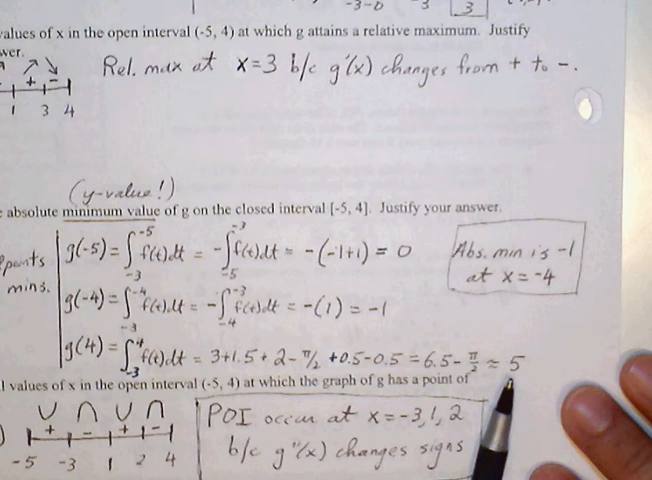 -3-0 3 3
values of x in the open interval (-5, 4) at which g attains a relative maximum. Justify
wer.
+ -
1 3 4
Rel. max at x=3 b/c g'(x) changes from + to -.
(y-value!)
absolute minimum value of g on the closed interval [-5, 4]. Justify your answer.
g(-5) = ∫_{-3}^{-5} f(t)dt = -∫_{-5}^{-3} f(t)dt = -(-1+1) = 0
points
mins.
g(-4) = ∫_{-3}^{-4} f(t)dt = -∫_{-4}^{-3} f(t)dt = -(1) = -1
Abs. min is -1
at x=-4
g(4) = ∫_{-3}^{4} f(t)dt = 3+1.5+2-π/2 +0.5-0.5 = 6.5-π/2 ≈ 5
l values of x in the open interval (-5, 4) at which the graph of g has a point of
+ - + -
-5 -3 1 2 4
POI occur at x=-3, 1, 2
b/c g"(x) changes signs